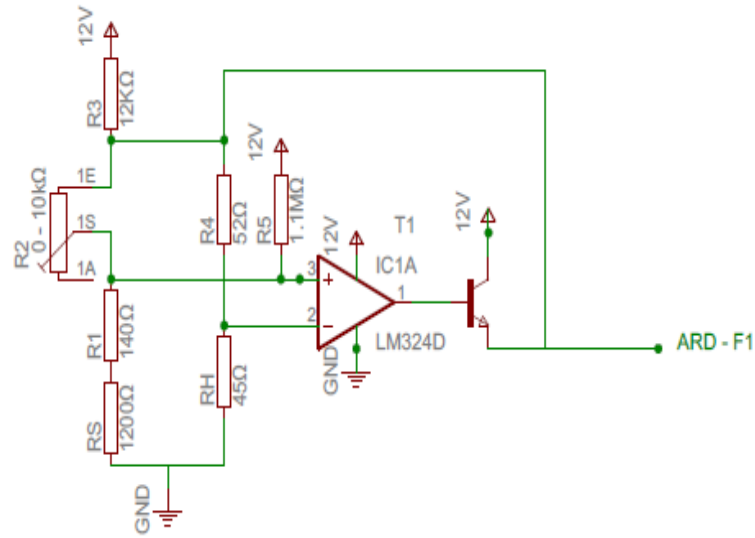 12V
R3
12KΩ
1E
1S
1A
R2
0 - 10kΩ
R1
140Ω
RS
1200Ω
GND
R4
52Ω
RH
45Ω
12V
R5
1.1MΩ
12V
T1
IC1A
3
2
1
LM324D
GND
12V
ARD - F1